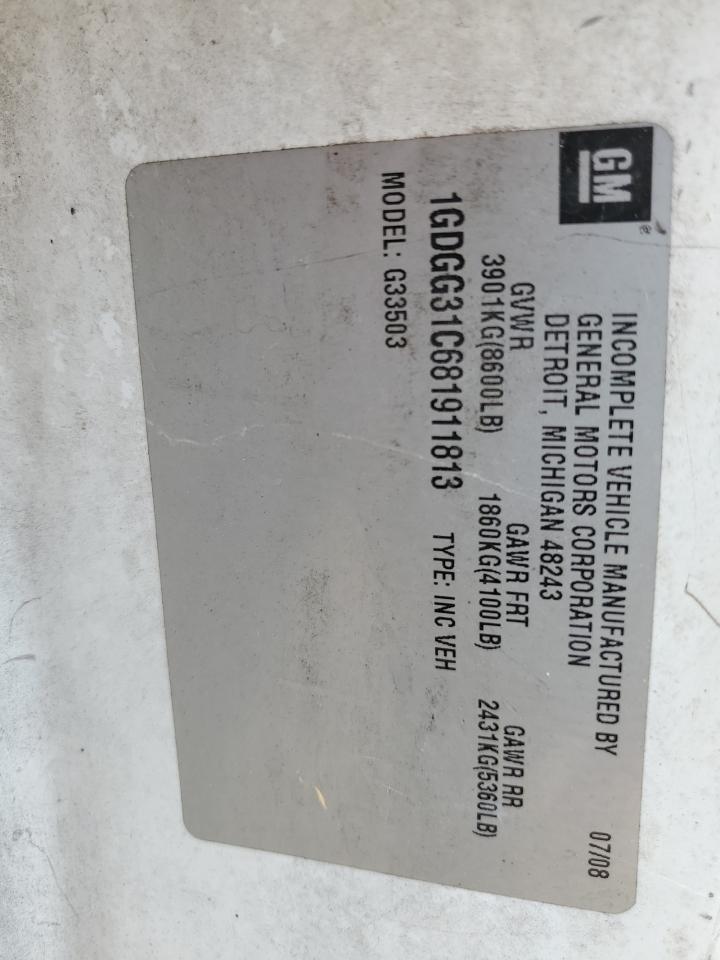 GM
INCOMPLETE VEHICLE MANUFACTURED BY
GENERAL MOTORS CORPORATION
DETROIT, MICHIGAN 48243
07/08
GVWR GAWR FRT GAWR RR
3901KG(8600LB) 1860KG(4100LB) 2431KG(5360LB)
1GDGG31C681911813 TYPE: INC VEH
MODEL: G33503